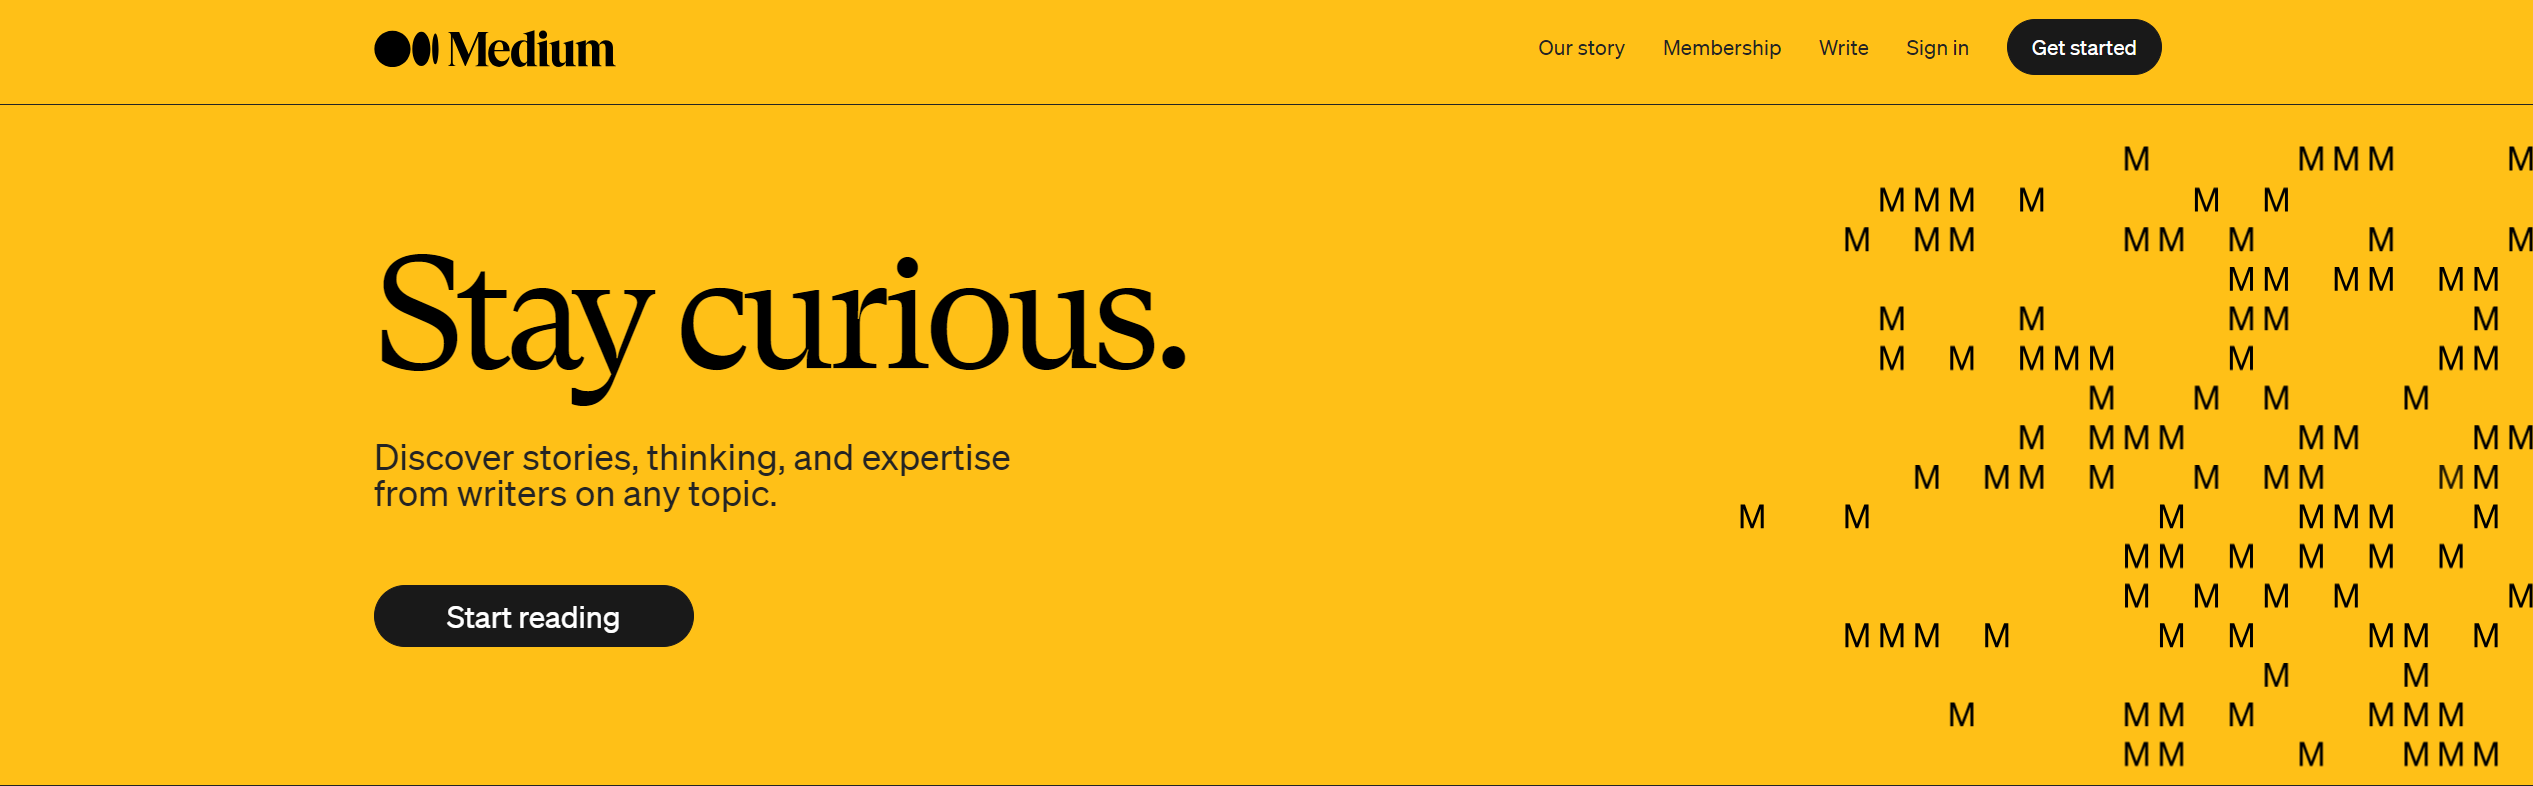 Medium
Our story Membership Write Sign in Get started
Stay curious.
Discover stories, thinking, and expertise
from writers on any topic.
Start reading
M M M M M
M M M M M M
M M M M M M M M
M M M M M M
M M M M M
M M M M M M M M
M M M M
M M M M M M M M
M M M M M M M M M
M M M M M M M
M M M M M M
M M M M M
M M M M M M M M M
M M
M M M M M M M
M M M M M M